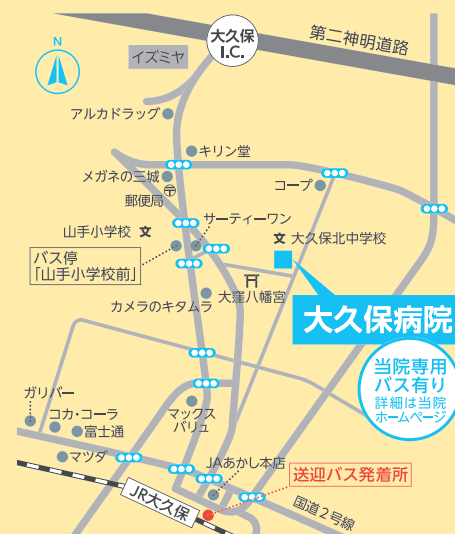 大久保
I.C.
第二神明道路
N
イズミヤ
アルカドラッグ
キリン堂
メガネの三城
コープ
郵便局
〒
サーティーワン
山手小学校 文
文 大久保北中学校
バス停
「山手小学校前」
大窪八幡宮
カメラのキタムラ
大久保病院
当院専用
バス有り
詳細は当院
ホームページ
ガリバー
コカ・コーラ
富士通
マックス
バリュ
マツダ
JAあかし本店
送迎バス発着所
JR大久保
国道2号線